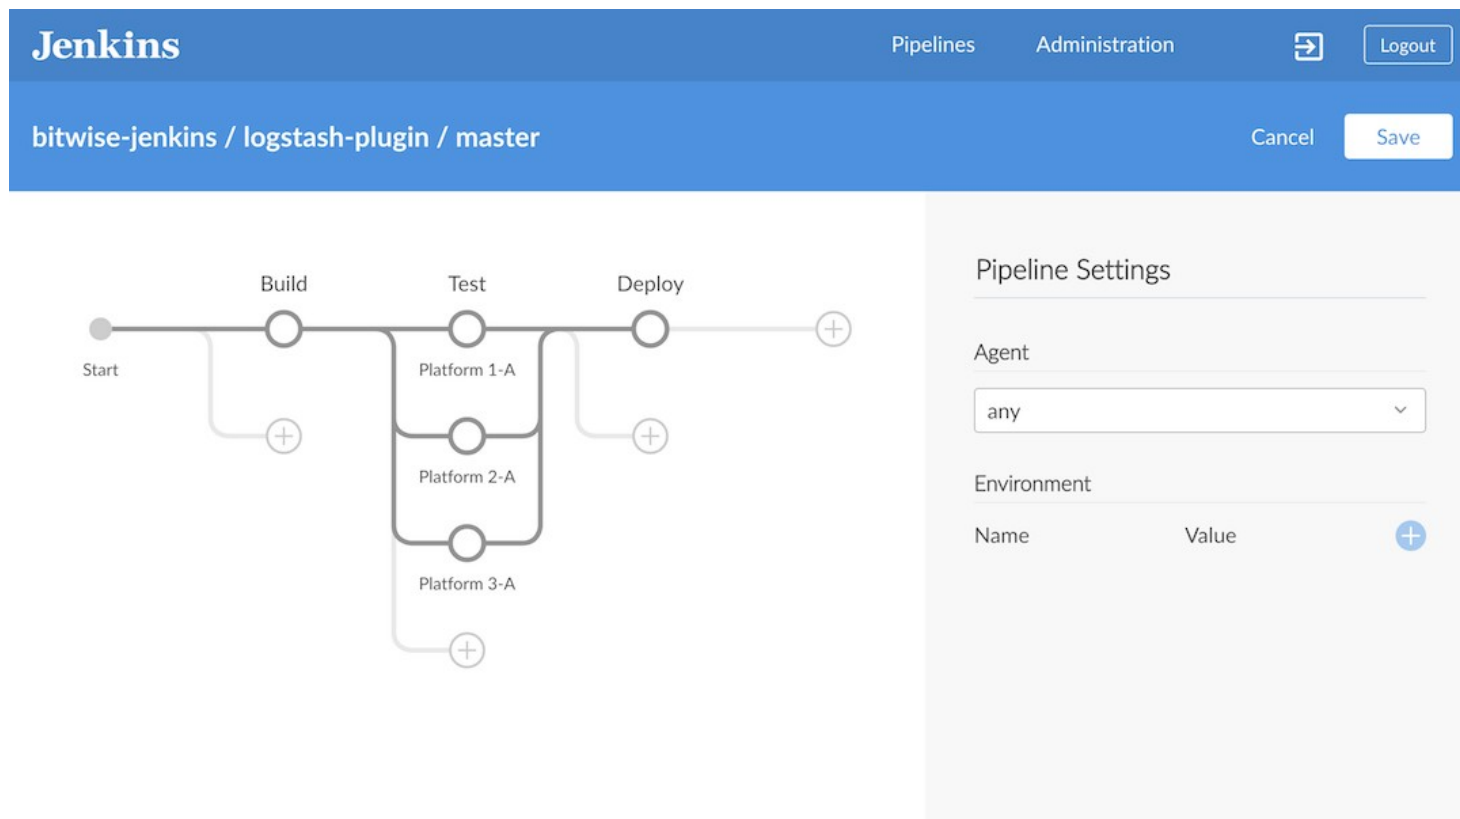 Jenkins
Pipelines
Administration
Logout
bitwise-jenkins / logstash-plugin / master
Cancel
Save
Build
Test
Deploy
Start
Platform 1-A
Platform 2-A
Platform 3-A
Pipeline Settings
Agent
any
Environment
Name
Value